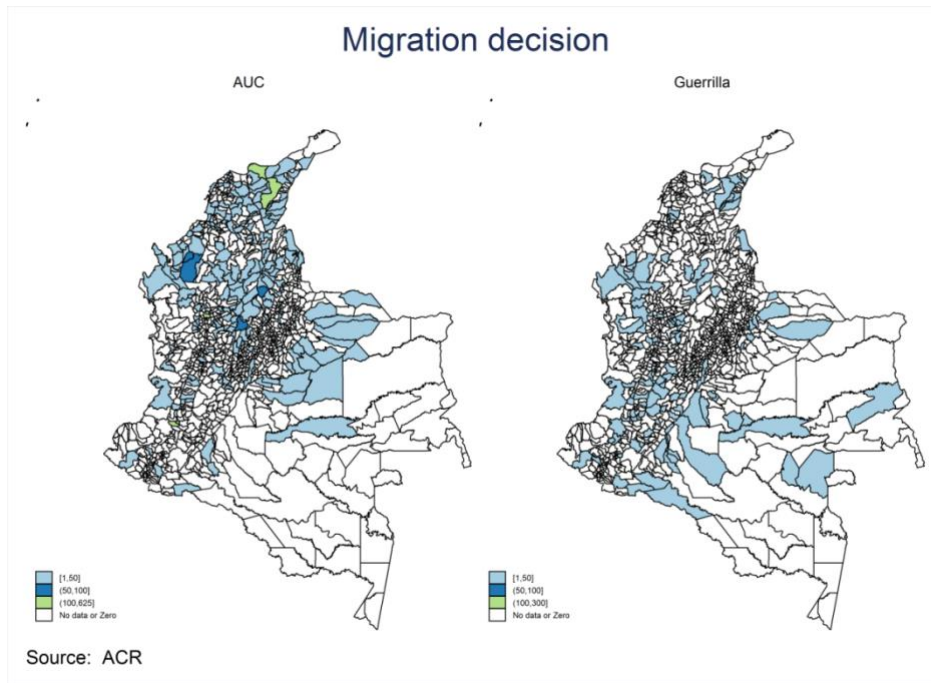 Migration decision
AUC
Guerrilla
[1,50]
(50,100]
(100,625]
No data or Zero
[1,50]
(50,100]
(100,300]
No data or Zero
Source: ACR